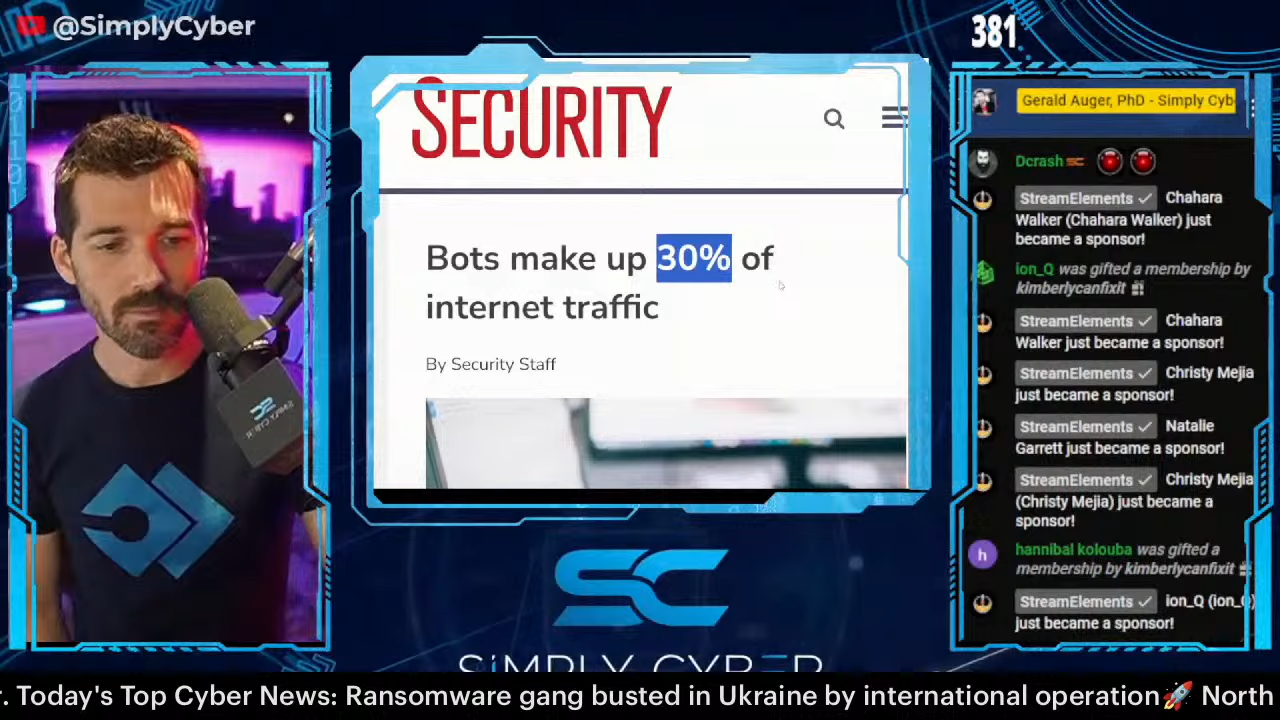 @SimplyCyber
381
SECURITY
Bots make up 30% of
internet traffic
By Security Staff
Gerald Auger, PhD - Simply Cyb
Dcrash
StreamElements ✓ Chahara
Walker (Chahara Walker) just
became a sponsor!
ion_Q was gifted a membership by
kimberlycanfixit
StreamElements ✓ Chahara
Walker just became a sponsor!
StreamElements ✓ Christy Mejia
just became a sponsor!
StreamElements ✓ Natalie
Garrett just became a sponsor!
StreamElements ✓ Christy Mejia
(Christy Mejia) just became a
sponsor!
h
hannibal kolouba was gifted a
membership by kimberlycanfixit
StreamElements ✓ ion_Q (ion_Q)
just became a sponsor!
SC
SIMPLY CYBER
r. Today's Top Cyber News: Ransomware gang busted in Ukraine by international operation🚀 North